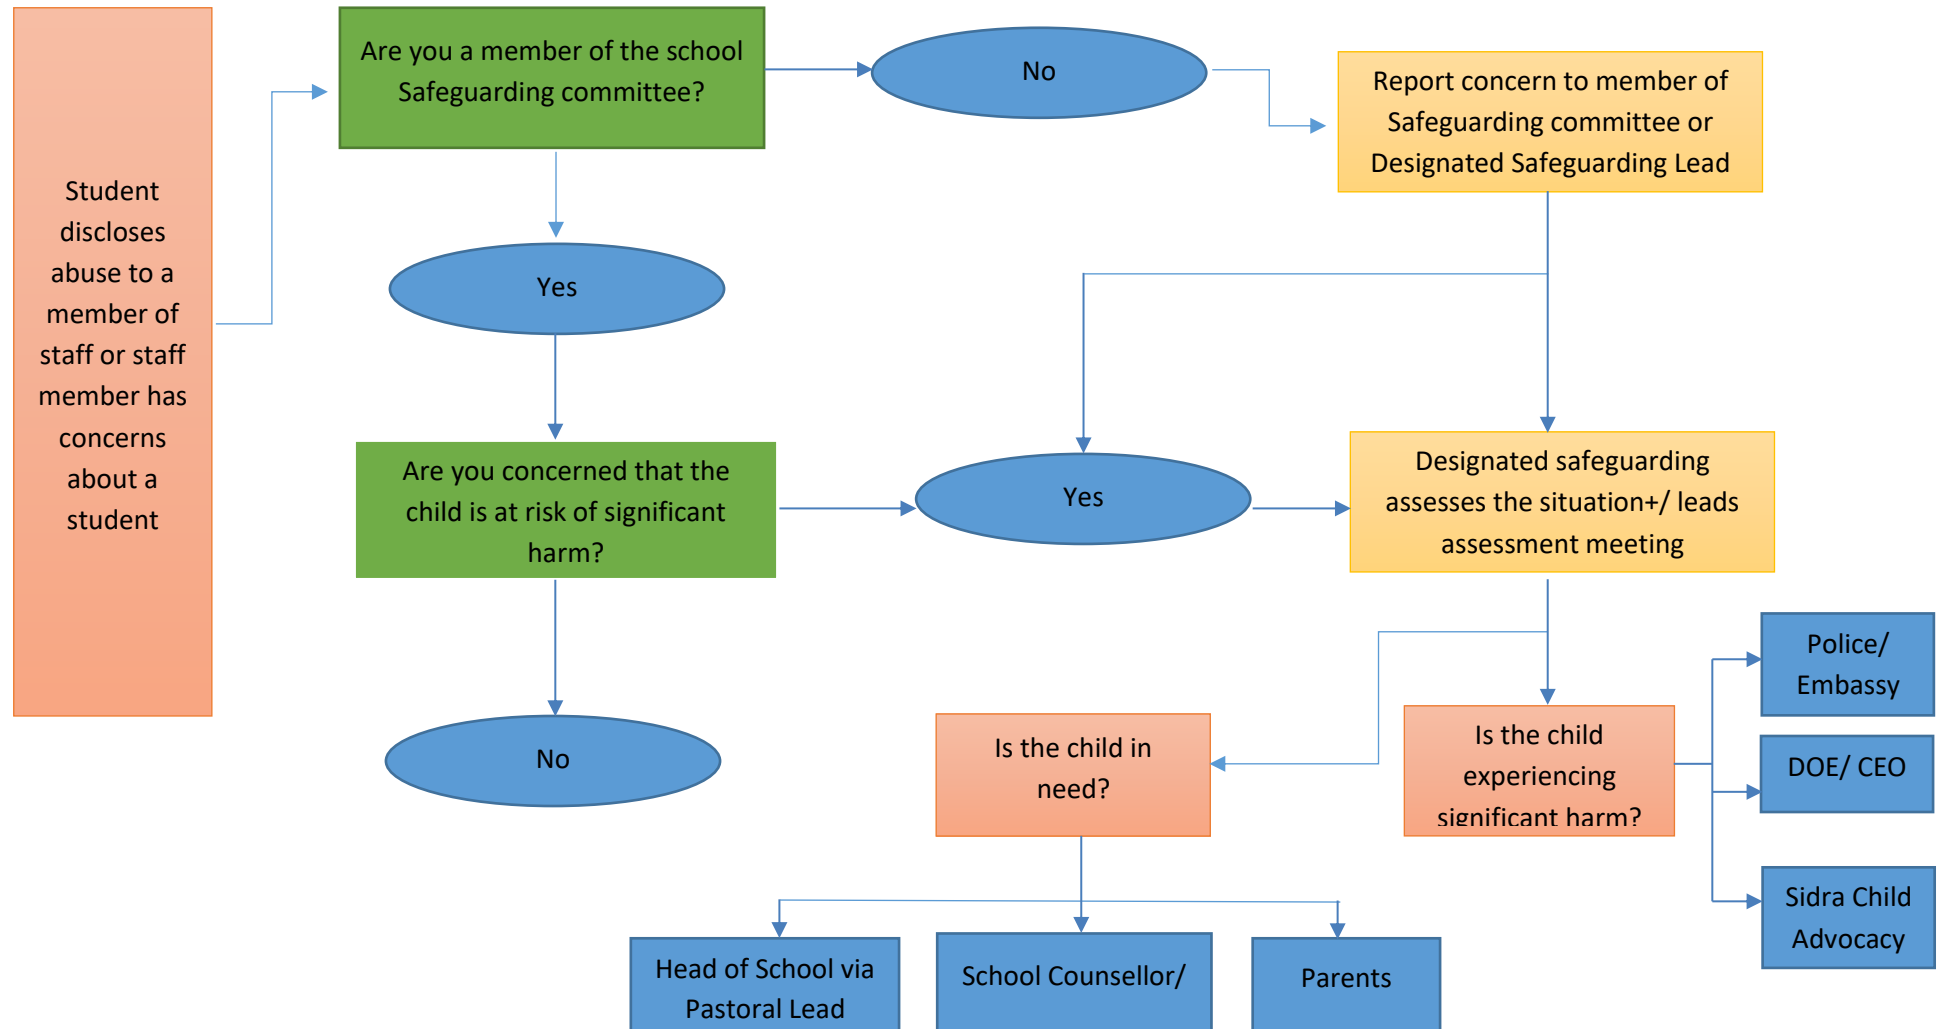 Student
discloses
abuse to a
member of
staff or staff
member has
concerns
about a
student
Are you a member of the school
Safeguarding committee?
No
Report concern to member of
Safeguarding committee or
Designated Safeguarding Lead
Yes
Are you concerned that the
child is at risk of significant
harm?
Yes
Designated safeguarding
assesses the situation+/ leads
assessment meeting
No
Is the child in
need?
Is the child
experiencing
significant harm?
Police/
Embassy
DOE/ CEO
Sidra Child
Advocacy
Head of School via
Pastoral Lead
School Counsellor/
Parents